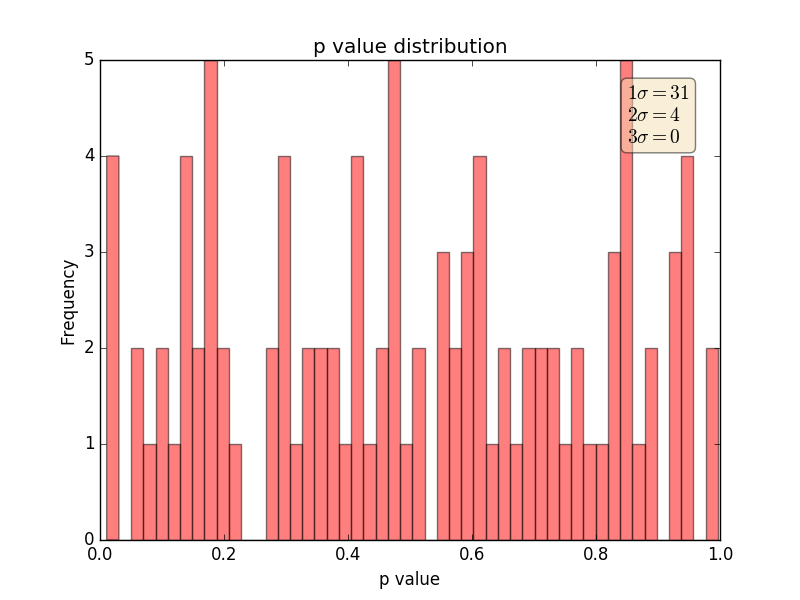 p value distribution
1σ = 31
2σ = 4
3σ = 0
5
4
3
2
1
0
Frequency
0.0 0.2 0.4 0.6 0.8 1.0
p value